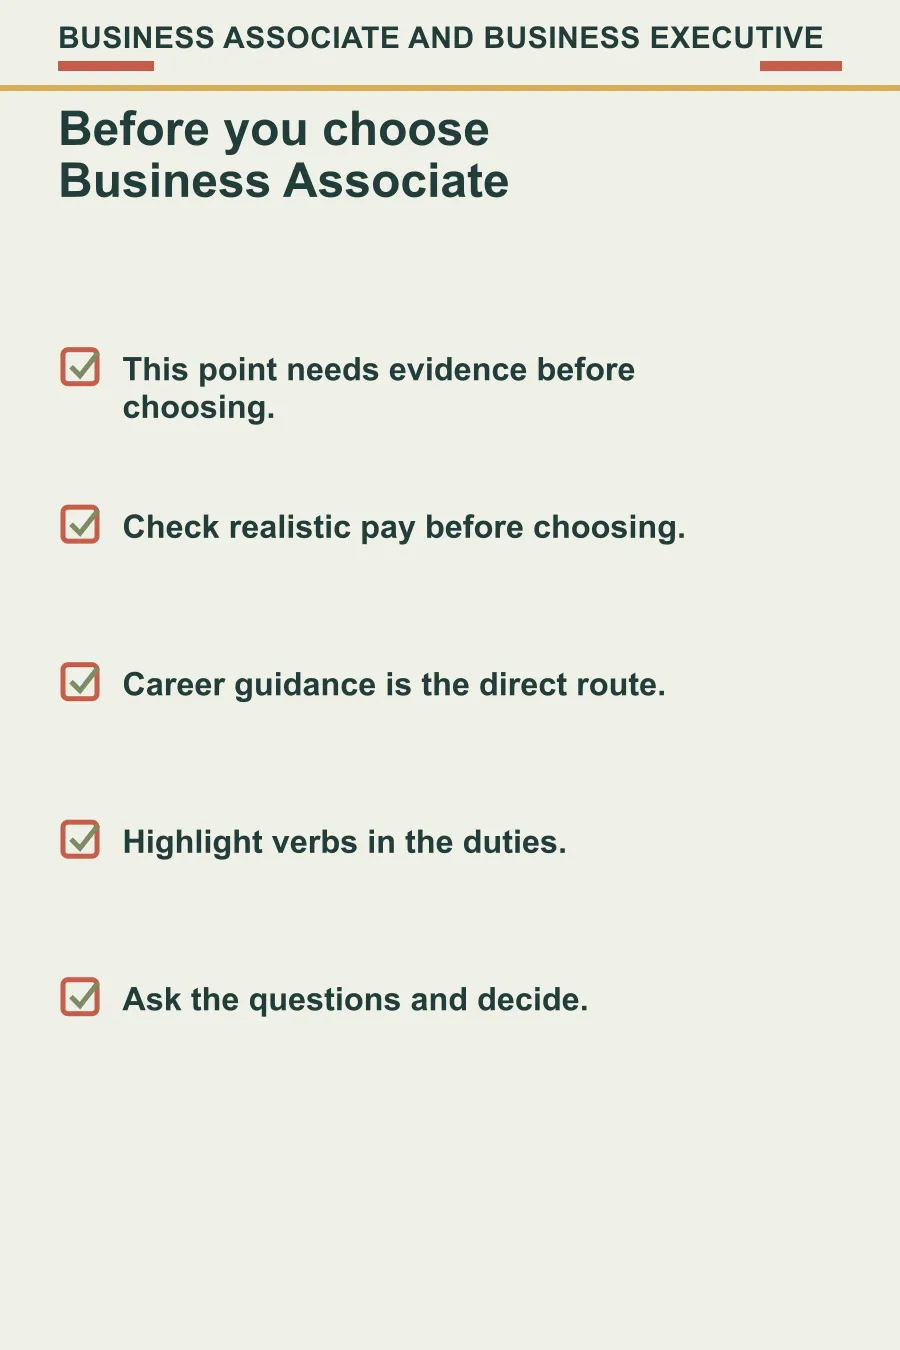 BUSINESS ASSOCIATE AND BUSINESS EXECUTIVE
Before you choose
Business Associate
This point needs evidence before
choosing.
Check realistic pay before choosing.
Career guidance is the direct route.
Highlight verbs in the duties.
Ask the questions and decide.